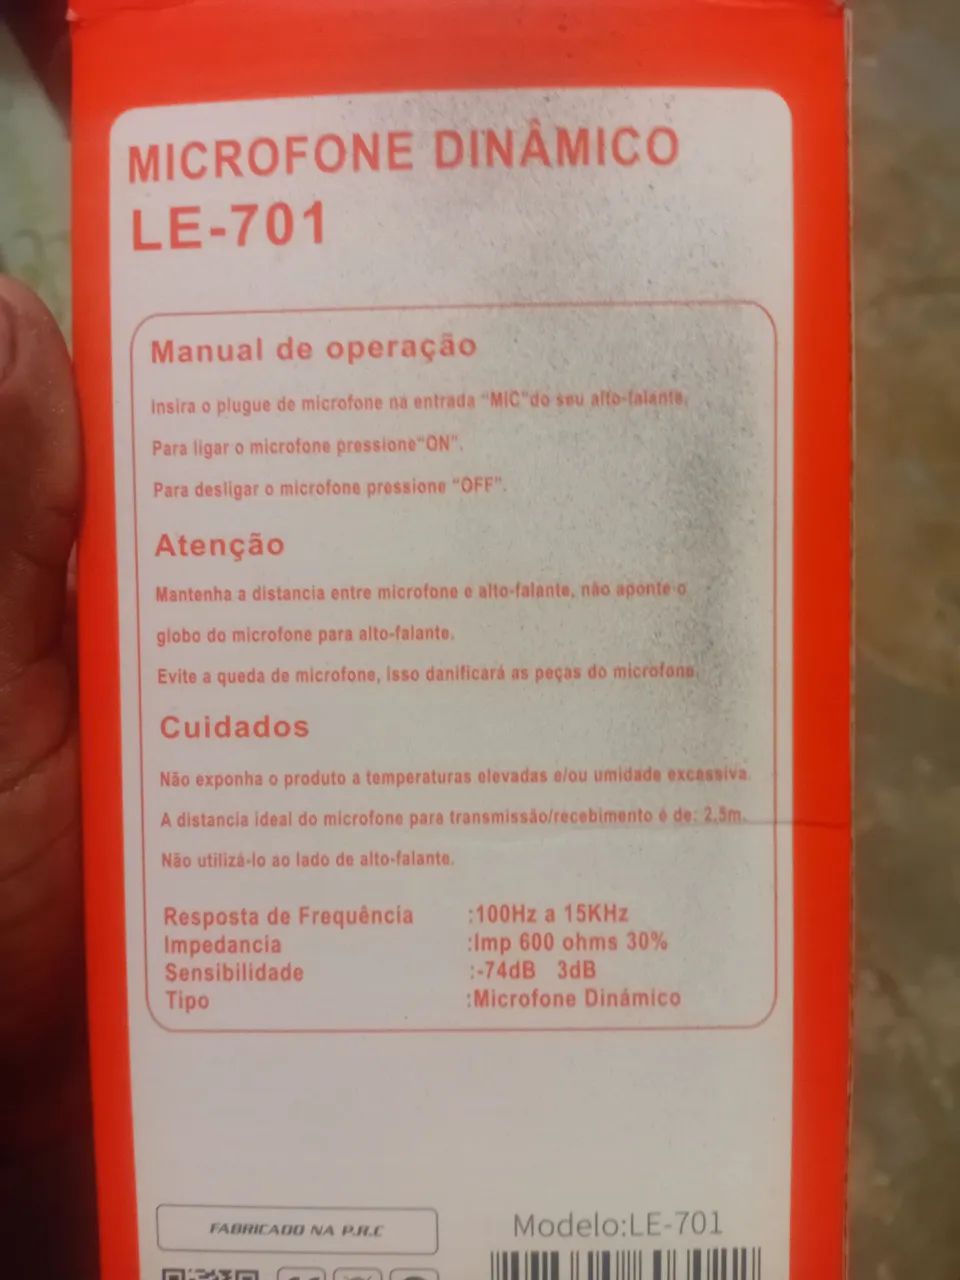 MICROFONE DINÂMICO
LE-701
Manual de operação
Insira o plugue de microfone na entrada “MIC”do seu alto-falante.
Para ligar o microfone pressione“ON”.
Para desligar o microfone pressione “OFF”.
Atenção
Mantenha a distancia entre microfone e alto-falante, não aponte o
globo do microfone para alto-falante.
Evite a queda de microfone, isso danificará as peças do microfone.
Cuidados
Não exponha o produto a temperaturas elevadas e/ou umidade excessiva.
A distancia ideal do microfone para transmissão/recebimento é de: 2,5m.
Não utilizá-lo ao lado de alto-falante.
Resposta de Frequência :100Hz a 15KHz
Impedancia :Imp 600 ohms 30%
Sensibilidade :-74dB 3dB
Tipo :Microfone Dinámico
FABRICADO NA P.R.C
Modelo:LE-701